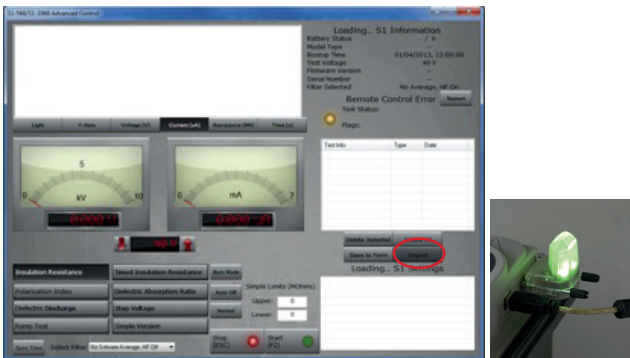 S1-568/S1-1068 Advanced Control
Loading.. S1 Information
Battery Status / V
Model Type --
Bootup Time 01/04/2013, 12:00:00
Test Voltage 40 V
Firmware Version --
Serial Number --
Filter Selected No Average, HF On
Remote Control Error
Restart
Test Status:
Flags:
Light Y-Axis Voltage (V) Current (uA) Resistance (MR) Time (s)
Test Info Type Date
5
0 kV 10
0 mA 7
Delete Selected
Save to Form Import
Loading.. S1 Settings
Insulation Resistance Timed Insulation Resistance Burn Mode
Polarisation Index Dielectric Absorption Ratio Auto Off
Simple Limits (MOhms)
Dielectric Discharge Step Voltage Normal
Upper: 0
Lower: 0
Ramp Test Simple Version
Sync Time Select Filter No Software Average, HF Off
Stop (ESC)
Start (F2)